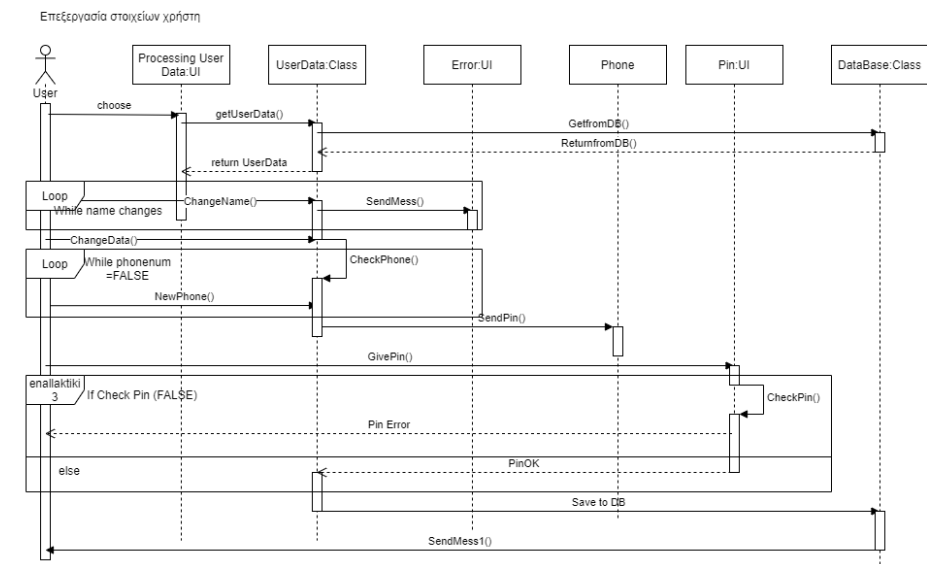 Επεξεργασία στοιχείων χρήστη
User
Processing User
Data:UI
UserData:Class
Error:UI
Phone
Pin:UI
DataBase:Class
choose
getUserData()
GetfromDB()
ReturnfromDB()
return UserData
Loop
While name changes
ChangeName()
SendMess()
ChangeData()
CheckPhone()
Loop
While phonenum
=FALSE
NewPhone()
SendPin()
GivePin()
enallaktiki
3
If Check Pin (FALSE)
CheckPin()
Pin Error
else
PinOK
Save to DB
SendMess1()